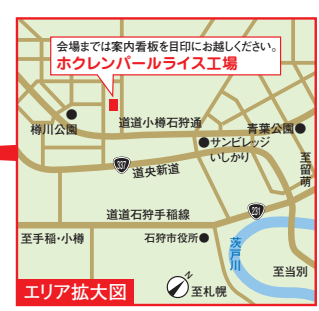 会場までは案内看板を目印にお越しください。
ホクレンパールライス工場
樽川公園
道道小樽石狩通
青葉公園
サンビレッジ
いしかり
至留萌
337
道央新道
道道石狩手稲線
231
至手稲・小樽
石狩市役所
茨戸川
至当別
N
至札幌
エリア拡大図